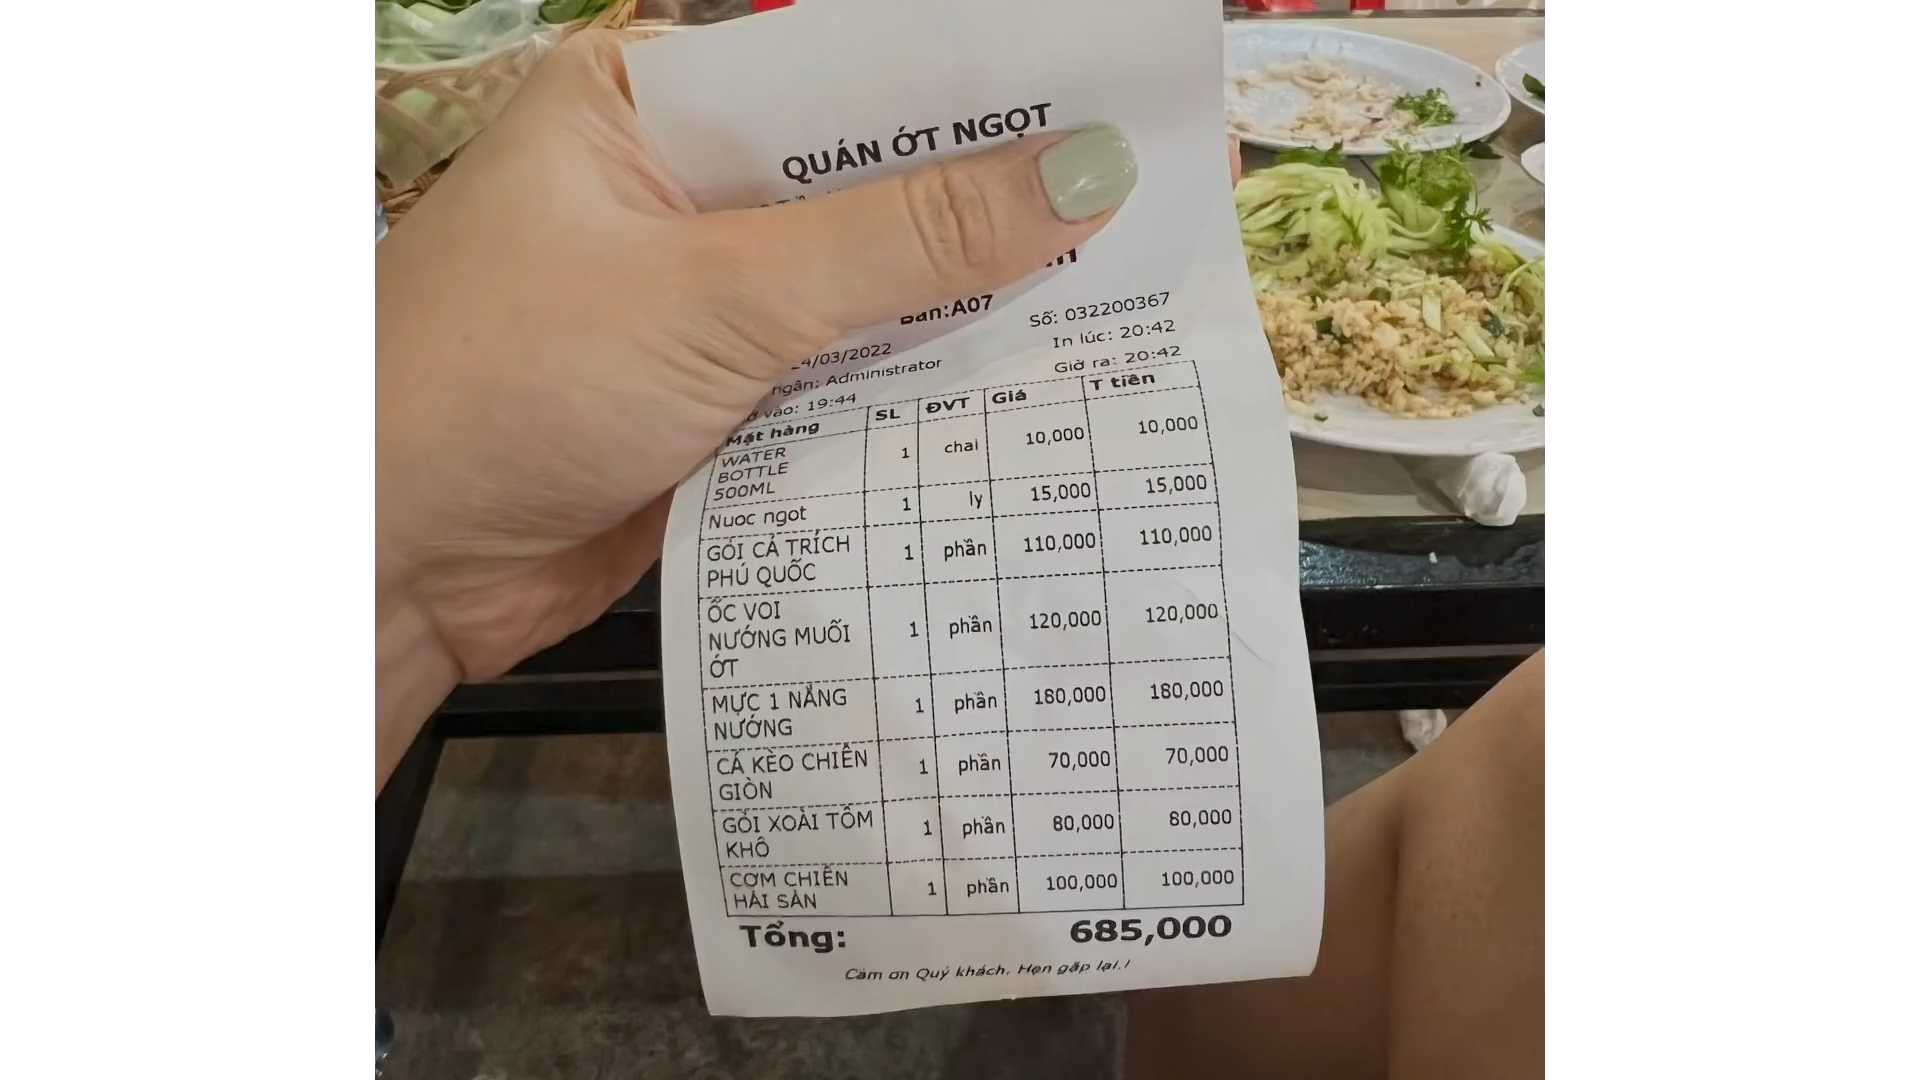 QUÁN ỚT NGỌT
Bàn:A07
Số: 032200367
24/03/2022
In lúc: 20:42
ngân: Administrator
Giờ ra: 20:42
vào: 19:44
Mặt hàng SL ĐVT Giá T tiền
WATER
BOTTLE
500ML 1 chai 10,000 10,000
Nuoc ngot 1 ly 15,000 15,000
GỎI CÁ TRÍCH
PHÚ QUỐC 1 phần 110,000 110,000
ỐC VOI
NƯỚNG MUỐI
ỚT 1 phần 120,000 120,000
MỰC 1 NẮNG
NƯỚNG 1 phần 180,000 180,000
CÁ KÈO CHIÊN
GIÒN 1 phần 70,000 70,000
GỎI XOÀI TÔM
KHÔ 1 phần 80,000 80,000
CƠM CHIÊN
HẢI SẢN 1 phần 100,000 100,000
Tổng: 685,000
Cám ơn Quý khách, Hẹn gặp lại.!